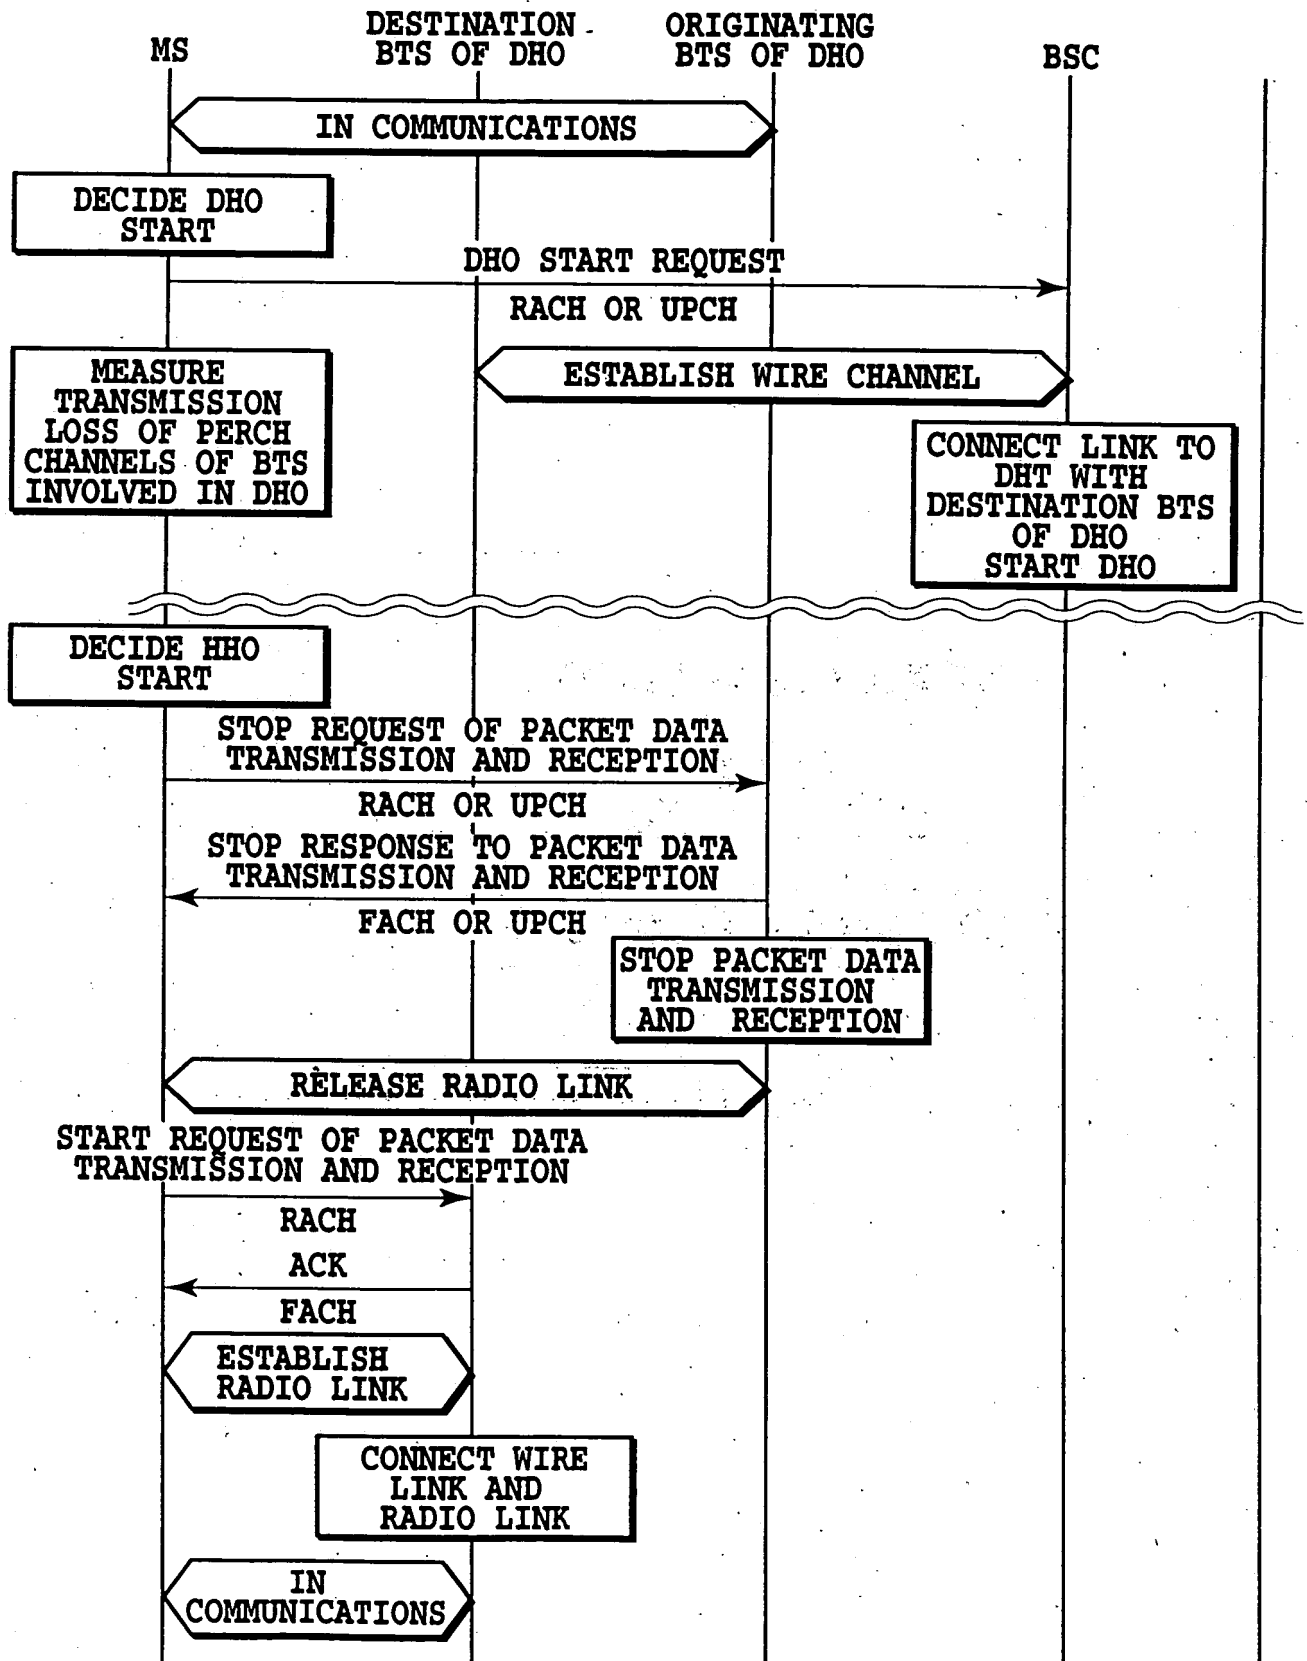 MS
DESTINATION
BTS OF DHO
ORIGINATING
BTS OF DHO
BSC
IN COMMUNICATIONS
DECIDE DHO
START
DHO START REQUEST
RACH OR UPCH
MEASURE
TRANSMISSION
LOSS OF PERCH
CHANNELS OF BTS
INVOLVED IN DHO
ESTABLISH WIRE CHANNEL
CONNECT LINK TO
DHT WITH
DESTINATION BTS
OF DHO
START DHO
DECIDE HHO
START
STOP REQUEST OF PACKET DATA
TRANSMISSION AND RECEPTION
RACH OR UPCH
STOP RESPONSE TO PACKET DATA
TRANSMISSION AND RECEPTION
FACH OR UPCH
STOP PACKET DATA
TRANSMISSION
AND RECEPTION
RELEASE RADIO LINK
START REQUEST OF PACKET DATA
TRANSMISSION AND RECEPTION
RACH
ACK
FACH
ESTABLISH
RADIO LINK
CONNECT WIRE
LINK AND
RADIO LINK
IN
COMMUNICATIONS